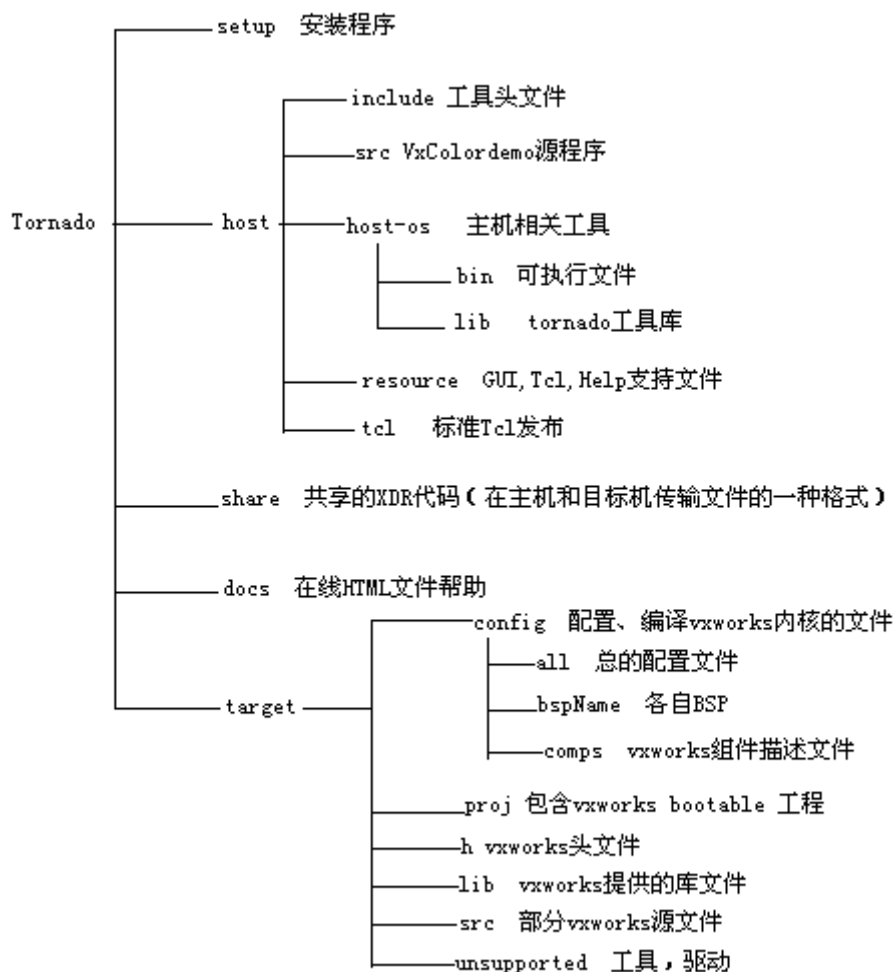 setup 安装程序
include 工具头文件
src VxColordemo源程序
Tornado host host-os 主机相关工具
bin 可执行文件
lib tornado工具库
resource GUI,Tcl,Help支持文件
tcl 标准Tcl发布
share 共享的XDR代码(在主机和目标机传输文件的一种格式)
docs 在线HTML文件帮助
config 配置、编译vxworks内核的文件
all 总的配置文件
target bspName 各自BSP
comps vxworks组件描述文件
proj 包含vxworks bootable 工程
h vxworks头文件
lib vxworks提供的库文件
src 部分vxworks源文件
unsupported 工具,驱动